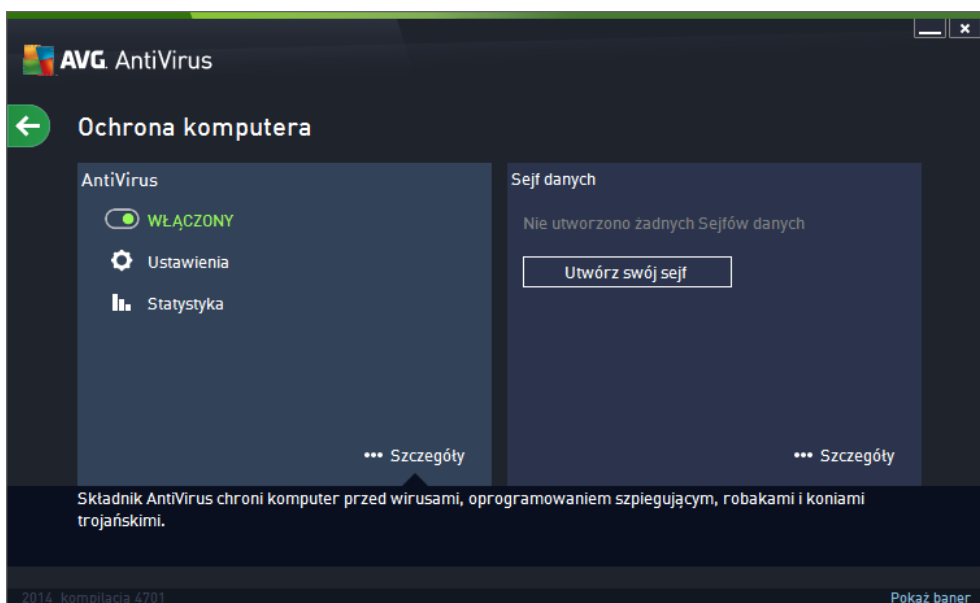 AVG. AntiVirus
Ochrona komputera
AntiVirus
WŁĄCZONY
Ustawienia
Statystyka
••• Szczegóły
Sejf danych
Nie utworzono żadnych Sejfów danych
Utwórz swój sejf
••• Szczegóły
Składnik AntiVirus chroni komputer przed wirusami, oprogramowaniem szpiegującym, robakami i koniami
trojańskimi.
2014 kompilacja 4701
Pokaż baner